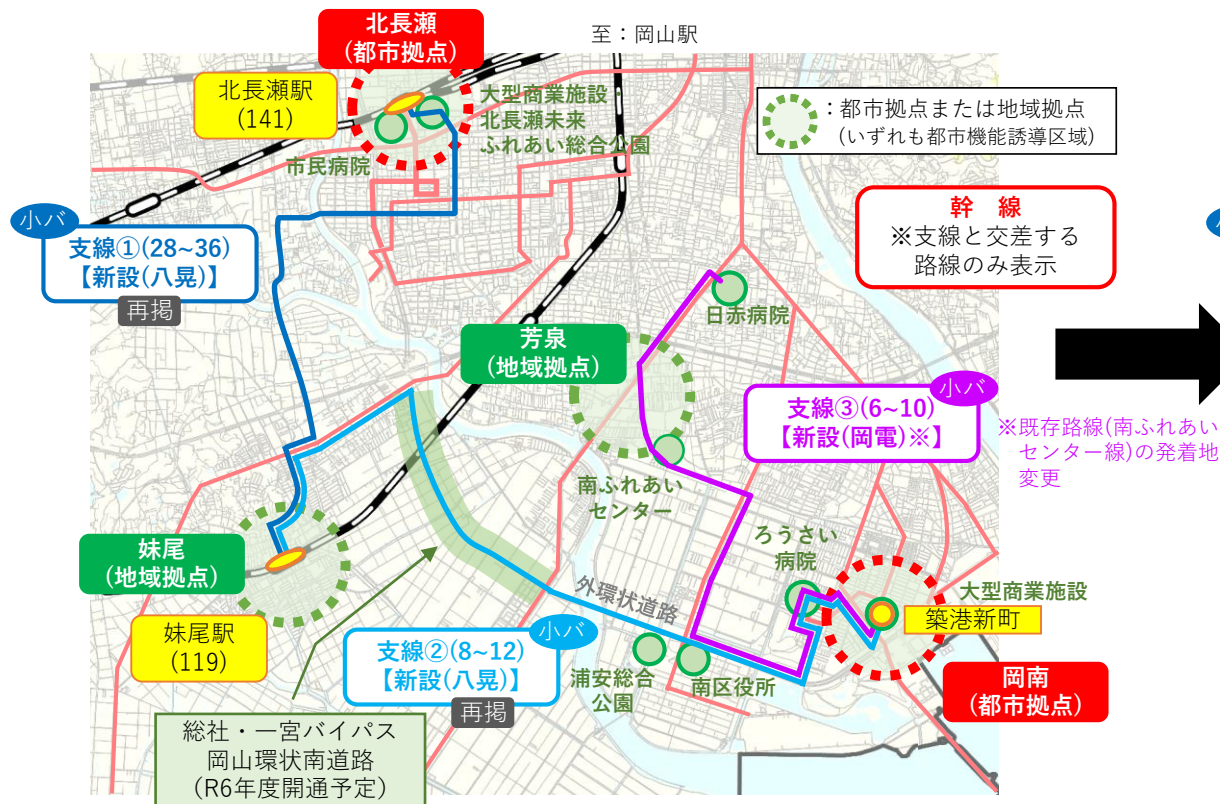 北長瀬
(都市拠点)
至：岡山駅
北長瀬駅
(141)
大型商業施設
北長瀬未来
ふれあい総合公園
市民病院
：都市拠点または地域拠点
(いずれも都市機能誘導区域)
幹　線
※支線と交差する
路線のみ表示
小バ
支線①(28~36)
【新設(八晃)】
再掲
日赤病院
芳泉
(地域拠点)
小バ
支線③(6~10)
【新設(岡電)※】
※既存路線(南ふれあい
センター線)の発着地
変更
南ふれあい
センター
ろうさい
病院
妹尾
(地域拠点)
大型商業施設
築港新町
外環状道路
妹尾駅
(119)
小バ
支線②(8~12)
【新設(八晃)】
再掲
浦安総合
公園
南区役所
岡南
(都市拠点)
総社・一宮バイパス
岡山環状南道路
(R6年度開通予定)